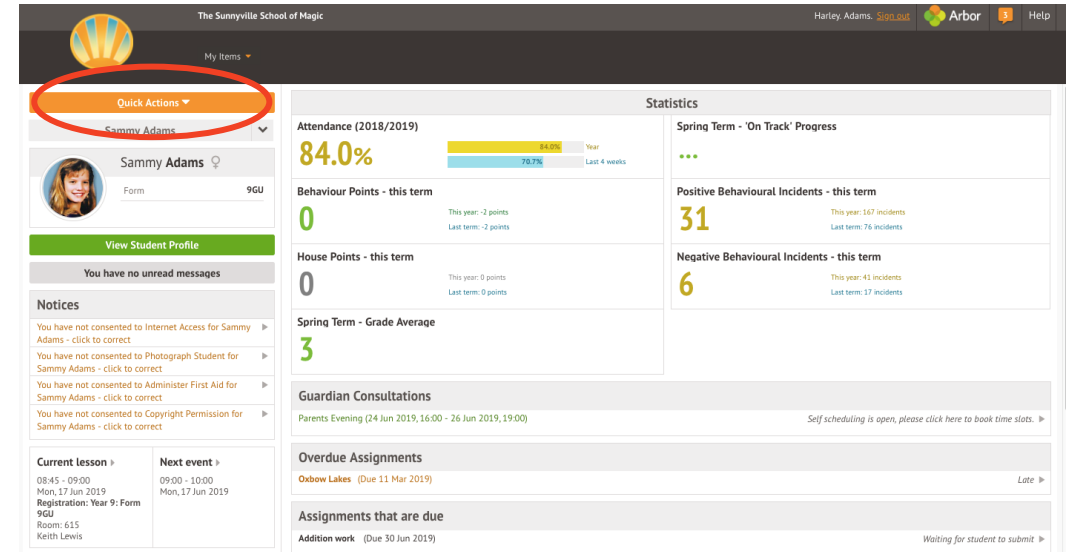 The Sunnyville School of Magic
Harley. Adams. Sign out
Arbor
3
Help
My Items
Quick Actions
Sammy Adams
Sammy Adams
Form 9GU
View Student Profile
You have no unread messages
Notices
You have not consented to Internet Access for Sammy
Adams - click to correct
You have not consented to Photograph Student for
Sammy Adams - click to correct
You have not consented to Administer First Aid for
Sammy Adams - click to correct
You have not consented to Copyright Permission for
Sammy Adams - click to correct
Current lesson
08:45 - 09:00
Mon, 17 Jun 2019
Registration: Year 9: Form
9GU
Room: 615
Keith Lewis
Next event
09:00 - 10:00
Mon, 17 Jun 2019
Statistics
Attendance (2018/2019)
84.0%
84.0% Year
70.7% Last 4 weeks
Spring Term - 'On Track' Progress
...
Behaviour Points - this term
0
This year: -2 points
Last term: -2 points
Positive Behavioural Incidents - this term
31
This year: 167 incidents
Last term: 76 incidents
House Points - this term
0
This year: 0 points
Last term: 0 points
Negative Behavioural Incidents - this term
6
This year: 41 incidents
Last term: 17 incidents
Spring Term - Grade Average
3
Guardian Consultations
Parents Evening (24 Jun 2019, 16:00 - 26 Jun 2019, 19:00) Self scheduling is open, please click here to book time slots.
Overdue Assignments
Oxbow Lakes (Due 11 Mar 2019) Late
Assignments that are due
Addition work (Due 30 Jun 2019) Waiting for student to submit